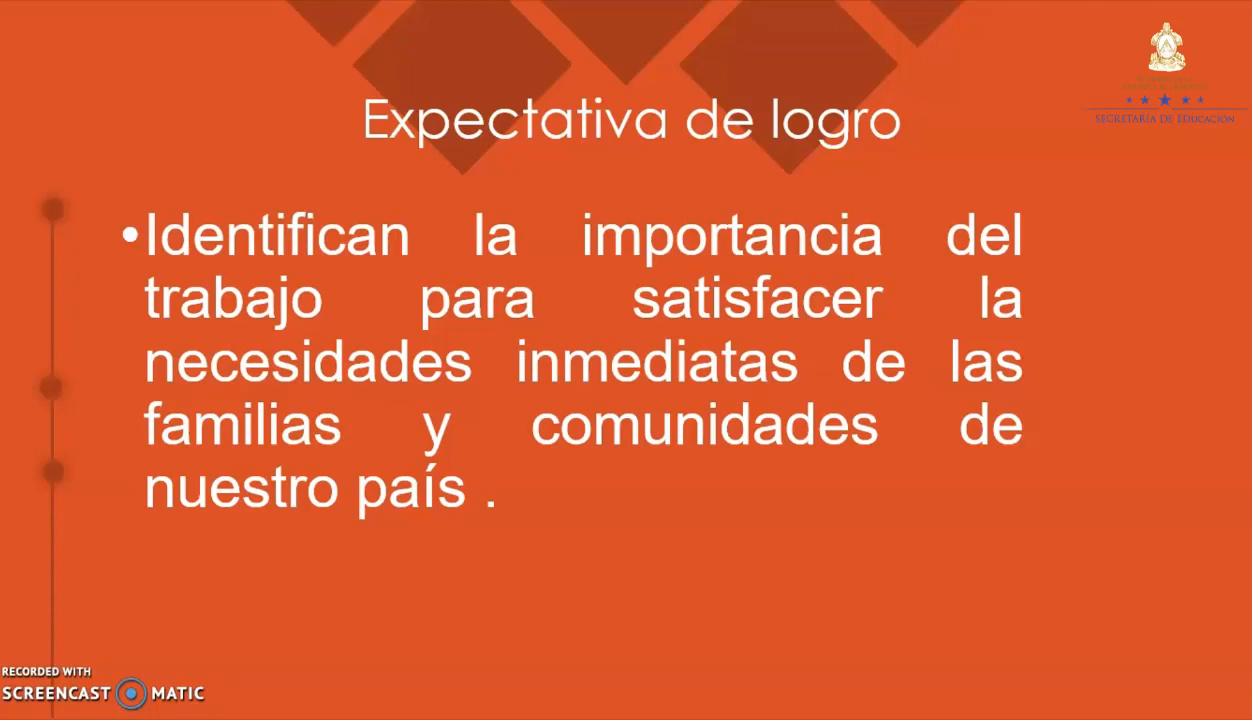 Expectativa de logro
•Identifican la importancia del
trabajo para satisfacer la
necesidades inmediatas de las
familias y comunidades de
nuestro país .
SECRETARÍA DE EDUCACIÓN
RECORDED WITH
SCREENCAST MATIC